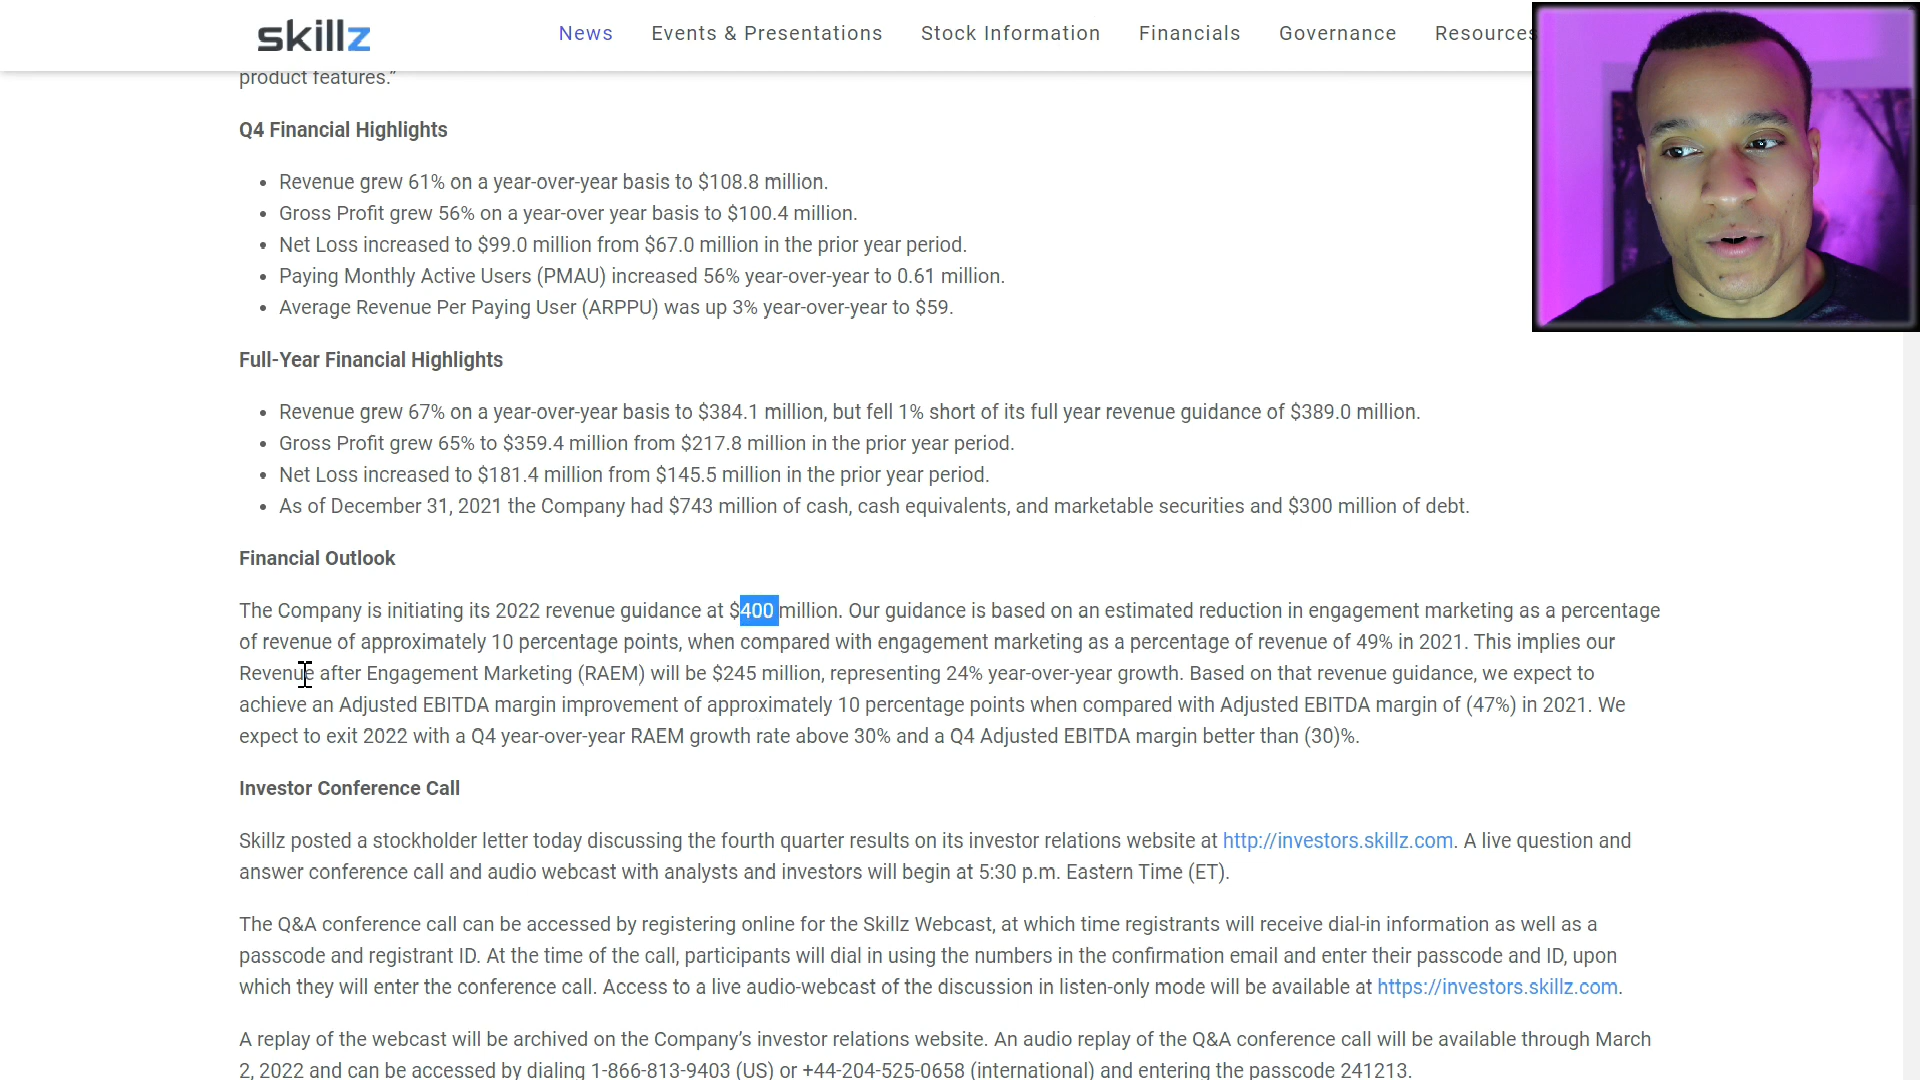 skillz
News Events & Presentations Stock Information Financials Governance Resources
product features.”
Q4 Financial Highlights
• Revenue grew 61% on a year-over-year basis to $108.8 million.
• Gross Profit grew 56% on a year-over year basis to $100.4 million.
• Net Loss increased to $99.0 million from $67.0 million in the prior year period.
• Paying Monthly Active Users (PMAU) increased 56% year-over-year to 0.61 million.
• Average Revenue Per Paying User (ARPPU) was up 3% year-over-year to $59.
Full-Year Financial Highlights
• Revenue grew 67% on a year-over-year basis to $384.1 million, but fell 1% short of its full year revenue guidance of $389.0 million.
• Gross Profit grew 65% to $359.4 million from $217.8 million in the prior year period.
• Net Loss increased to $181.4 million from $145.5 million in the prior year period.
• As of December 31, 2021 the Company had $743 million of cash, cash equivalents, and marketable securities and $300 million of debt.
Financial Outlook
The Company is initiating its 2022 revenue guidance at $400 million. Our guidance is based on an estimated reduction in engagement marketing as a percentage
of revenue of approximately 10 percentage points, when compared with engagement marketing as a percentage of revenue of 49% in 2021. This implies our
Revenue after Engagement Marketing (RAEM) will be $245 million, representing 24% year-over-year growth. Based on that revenue guidance, we expect to
achieve an Adjusted EBITDA margin improvement of approximately 10 percentage points when compared with Adjusted EBITDA margin of (47%) in 2021. We
expect to exit 2022 with a Q4 year-over-year RAEM growth rate above 30% and a Q4 Adjusted EBITDA margin better than (30)%.
Investor Conference Call
Skillz posted a stockholder letter today discussing the fourth quarter results on its investor relations website at http://investors.skillz.com. A live question and
answer conference call and audio webcast with analysts and investors will begin at 5:30 p.m. Eastern Time (ET).
The Q&A conference call can be accessed by registering online for the Skillz Webcast, at which time registrants will receive dial-in information as well as a
passcode and registrant ID. At the time of the call, participants will dial in using the numbers in the confirmation email and enter their passcode and ID, upon
which they will enter the conference call. Access to a live audio-webcast of the discussion in listen-only mode will be available at https://investors.skillz.com.
A replay of the webcast will be archived on the Company’s investor relations website. An audio replay of the Q&A conference call will be available through March
2, 2022 and can be accessed by dialing 1-866-813-9403 (US) or +44-204-525-0658 (international) and entering the passcode 241213.